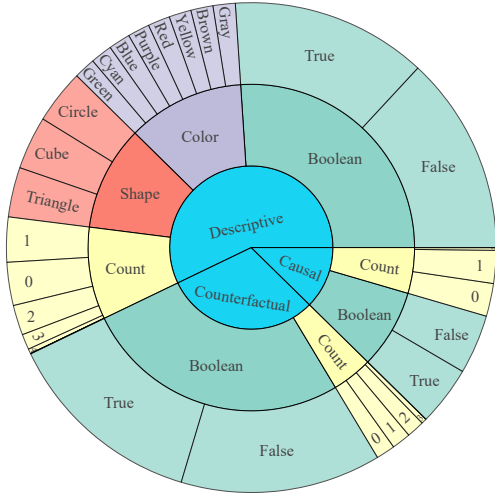 Gray
Brown
Yellow
Red
Purple
Blue
Cyan
Green
True
False
Circle
Cube
Triangle
Color
Shape
Boolean
Count
1
0
2
3
Descriptive
Causal
Counterfactual
Count
1
0
Boolean
False
True
Count
2
1
0
Boolean
True
False